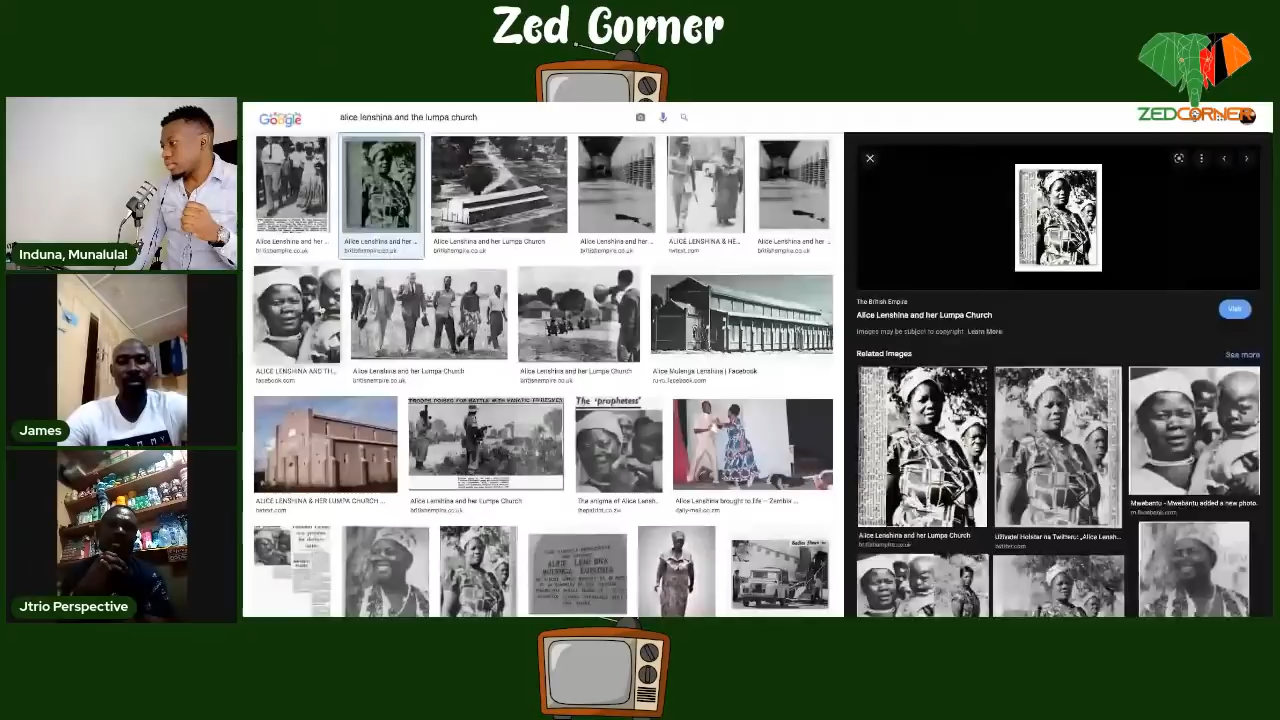 Zed Corner
ZEDCORNER
Google
alice lenshina and the lumpa church
Induna, Munalula!
James
Jtrio Perspective
Alice Lenshina and her ...
britishempire.co.uk
Alice Lenshina and her ...
britishempire.co.uk
Alice Lenshina and her Lumpa Church
britishempire.co.uk
Alice Lenshina and her ...
britishempire.co.uk
ALICE LENSHINA & HE...
twitter.com
Alice Lenshina and her ...
britishempire.co.uk
ALICE LENSHINA AND TH...
facebook.com
Alice Lenshina and her Lumpa Church
britishempire.co.uk
Alice Lenshina and her Lumpa Church
britishempire.co.uk
Alice Mulenga Lenshina | Facebook
ru-ru.facebook.com
The 'prophetess'
ALICE LENSHINA & HER LUMPA CHURCH ...
Alice Lenshina and her Lumpa Church
britishempire.co.uk
The enigma of Alice Lensh...
thepatriot.co.zw
Alice Lenshina brought to life – Zambia ...
daily-mail.co.zm
The British Empire
Alice Lenshina and her Lumpa Church
Visit
Images may be subject to copyright. Learn More
Related images
See more
Alice Lenshina and her Lumpa Church
britishempire.co.uk
twitter.com
Mwebantu - Mwebantu added a new photo.
m.facebook.com